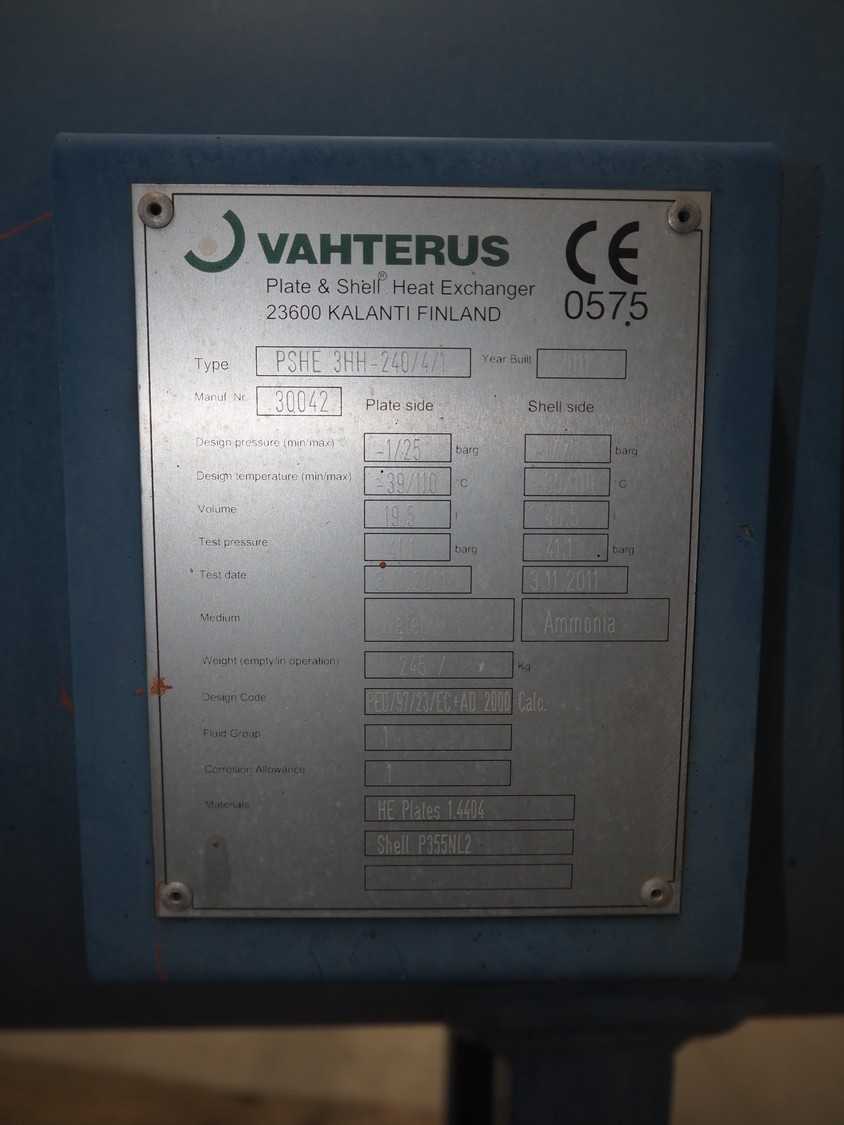 VAHTERUS
CE
Plate & Shell® Heat Exchanger
0575
23600 KALANTI FINLAND
Type PSHE 3HH-240/4/1 Year Built 2011
Manuf. Nr. 30042 Plate side Shell side
Design pressure (min/max) -1/25 barg barg
Design temperature (min/max) -39/110 °C °C
Volume 19.5 l l
Test pressure 41.1 barg 41.1 barg
Test date 3.11.2011
Medium Water Ammonia
Weight (empty/in operation) 245 / Kg
Design Code PED/97/23/EC+AD 2000 Calc.
Fluid Group 1
Corrosion Allowance 1
Materials HE Plates 1.4404
Shell P355NL2